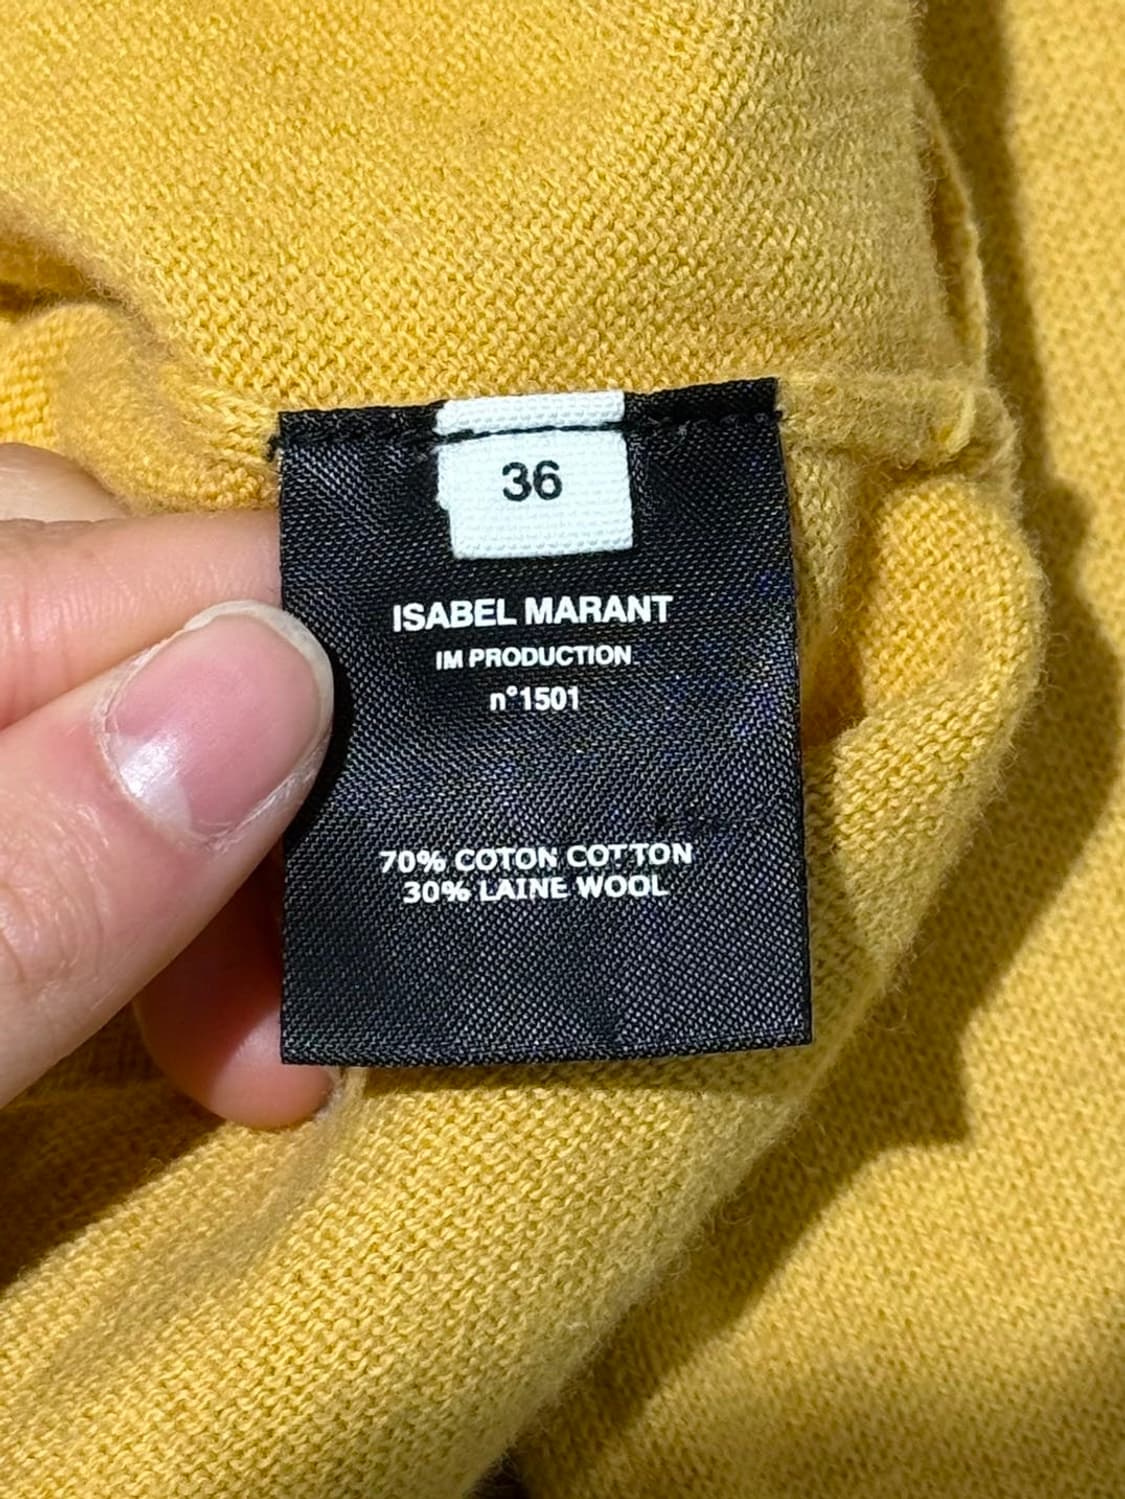 36
ISABEL MARANT
IM PRODUCTION
n°1501
70% COTON COTTON
30% LAINE WOOL